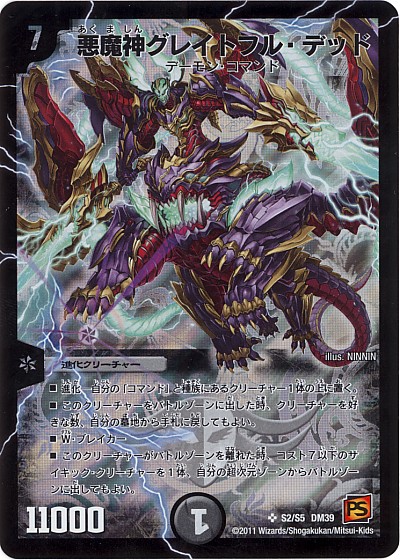 7
あくましん
悪魔神グレイトフル・デッド
デーモン・コマンド
illus. NINNIN
進化クリーチャー
■ 進化−自分の「コマンド」と種族にあるクリーチャー1体の上に置く。
■ このクリーチャーをバトルゾーンに出した時、クリーチャーを好
きな数、自分の墓地から手札に戻してもよい。
■ W・ブレイカー
■ このクリーチャーがバトルゾーンを離れた時、コスト7以下のサ
イキック・クリーチャーを1体、自分の超次元ゾーンからバトルゾー
ンに出してもよい。
11000
1
S2/S5 DM39
PS
©2011 Wizards/Shogakukan/Mitsui-Kids